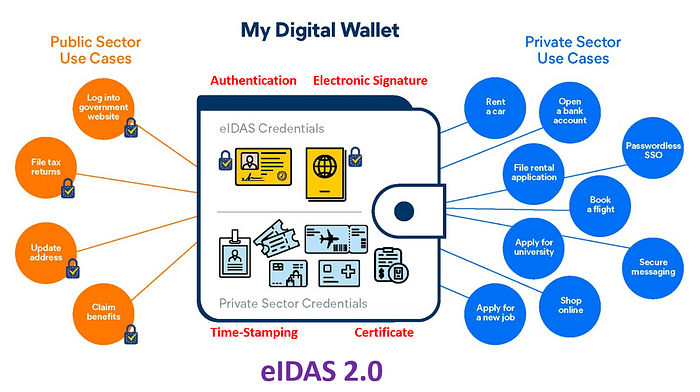 My Digital Wallet
Public Sector
Use Cases
Private Sector
Use Cases
Authentication
Electronic Signature
Log into
government
website
File tax
returns
Update
address
Claim
benefits
eIDAS Credentials
Private Sector Credentials
Rent
a car
Open
a bank
account
Passwordless
SSO
File rental
application
Book
a flight
Apply for
university
Secure
messaging
Apply for
a new job
Shop
online
Time-Stamping
Certificate
eIDAS 2.0